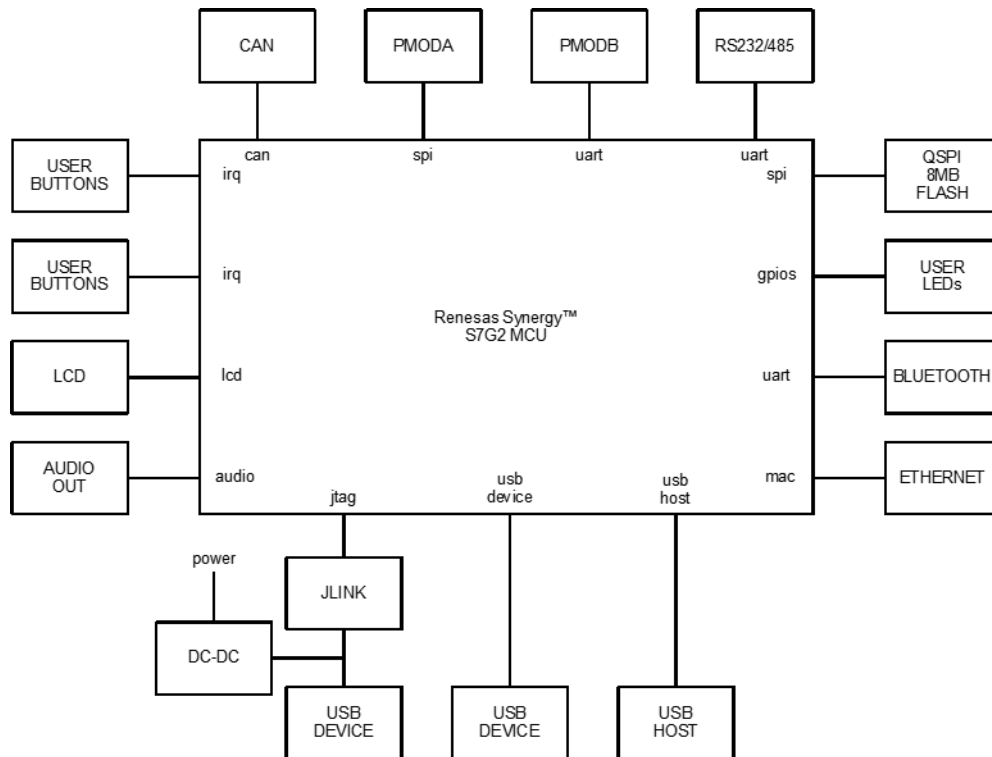 CAN
PMODA
PMODB
RS232/485
can
spi
uart
uart
USER
BUTTONS
irq
spi
QSPI
8MB
FLASH
USER
BUTTONS
irq
gpios
USER
LEDs
Renesas Synergy™
S7G2 MCU
LCD
lcd
uart
BLUETOOTH
AUDIO
OUT
audio
mac
ETHERNET
jtag
usb
device
usb
host
power
JLINK
DC-DC
USB
DEVICE
USB
DEVICE
USB
HOST